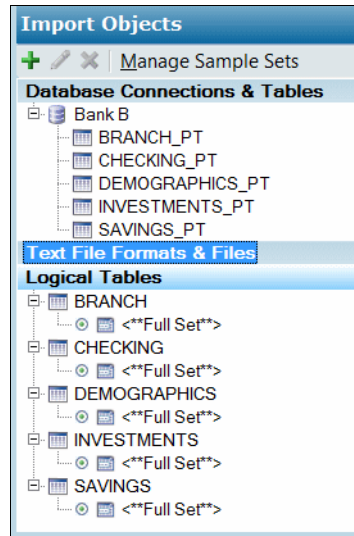 Import Objects
Manage Sample Sets
Database Connections & Tables
Bank B
BRANCH_PT
CHECKING_PT
DEMOGRAPHICS_PT
INVESTMENTS_PT
SAVINGS_PT
Text File Formats & Files
Logical Tables
BRANCH
<**Full Set**>
CHECKING
<**Full Set**>
DEMOGRAPHICS
<**Full Set**>
INVESTMENTS
<**Full Set**>
SAVINGS
<**Full Set**>